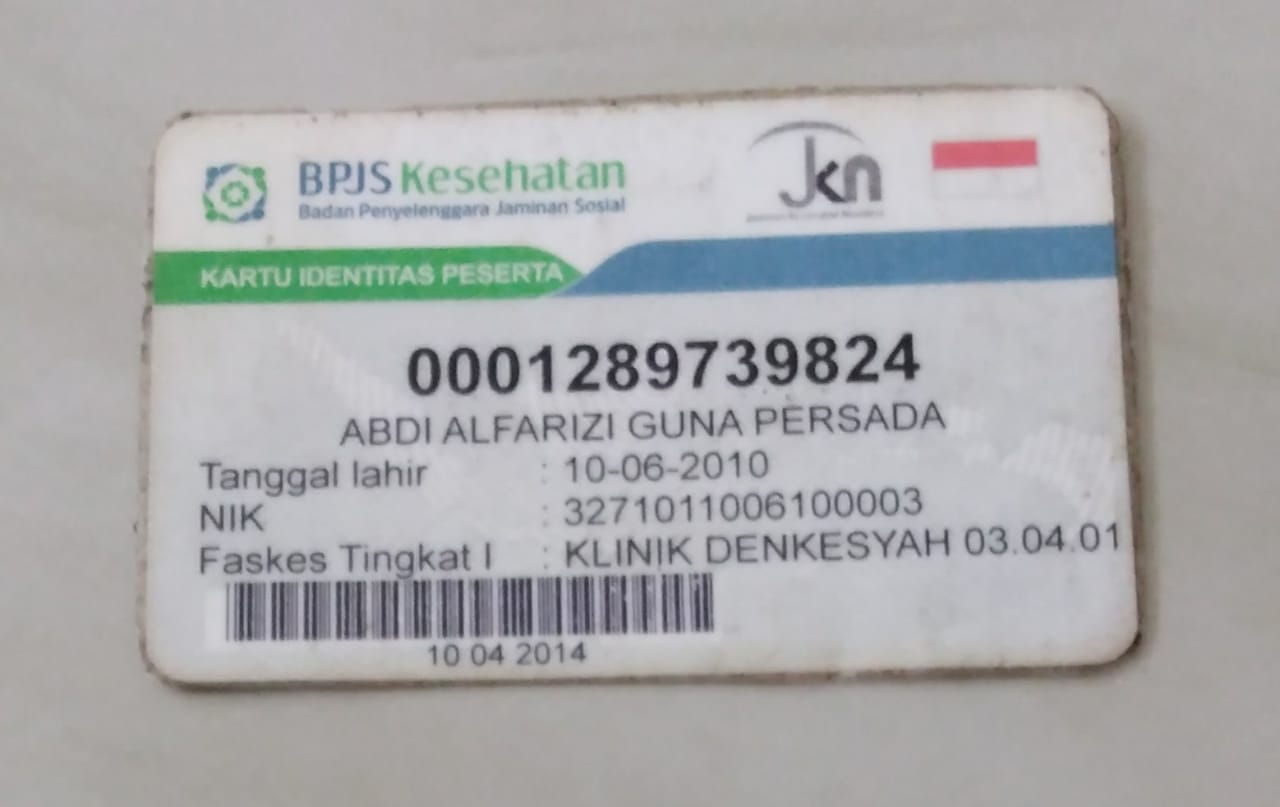 BPJS Kesehatan
Badan Penyelenggara Jaminan Sosial
Jkn
KARTU IDENTITAS PESERTA
0001289739824
ABDI ALFARIZI GUNA PERSADA
Tanggal lahir : 10-06-2010
NIK : 3271011006100003
Faskes Tingkat I : KLINIK DENKESYAH 03.04.01
10 04 2014